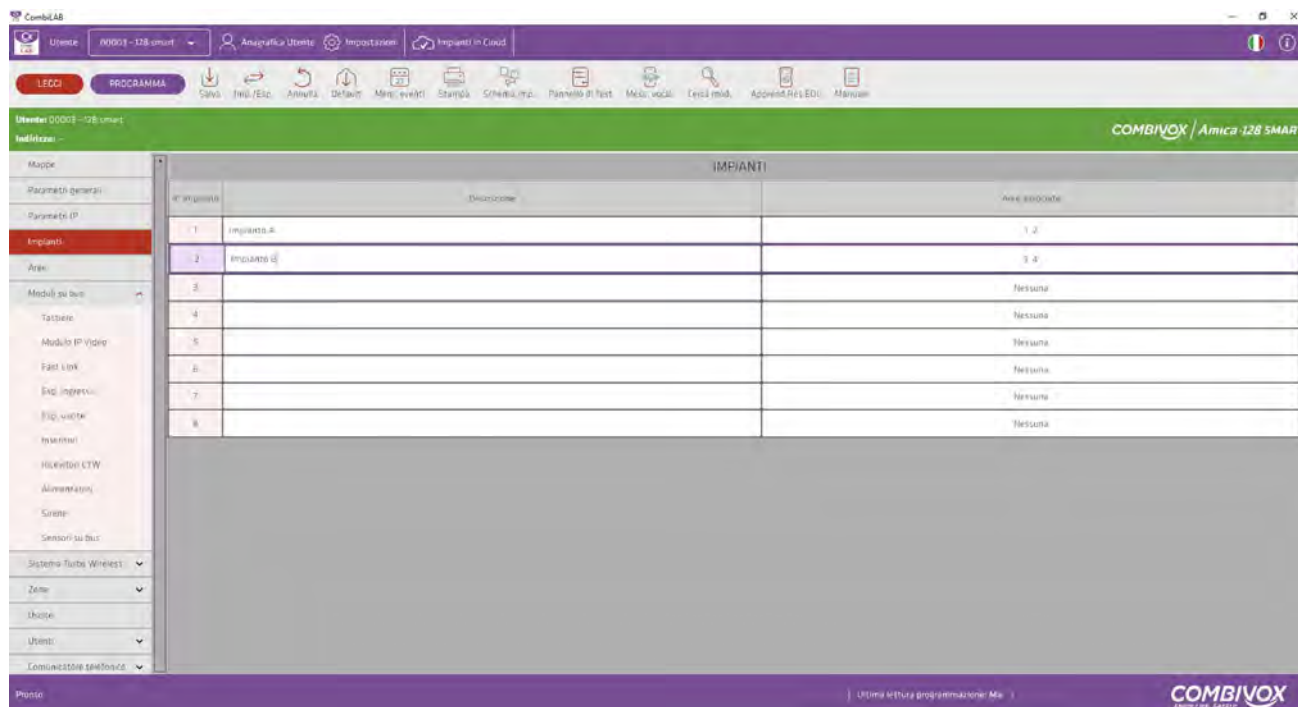 CombiLAB
Utente 00003 - 128 smart Anagrafica Utente Impostazioni Impianti in Cloud
LEGGI PROGRAMMA Salva Imp./Esp. Annulla Default Mem. eventi Stampa Schema imp. Pannello di Test Mess. vocali Cerca mod. Manuale
Utente: 00003 - 128 smart
Indirizzo: -
COMBIVOX / Amica 128 SMART
Mappe
Parametri generali
Parametri IP
Impianti
Aree
Moduli su bus
Tastiere
Modulo IP Video
Fast Link
Esp. ingressi
Esp. uscite
Inseritori
Ricevitori LTW
Alimentatori
Sirene
Sensori su bus
Sistema Turbo Wireless
Zone
Uscite
Utenti
Comunicatore telefonico
IMPIANTI
N° Impianto Descrizione Aree associate
1 Impianto A 1 2
2 Impianto B 3 4
3 Nessuna
4 Nessuna
5 Nessuna
6 Nessuna
7 Nessuna
8 Nessuna
Pronto Ultima lettura programmazione: Mai
COMBIVOX